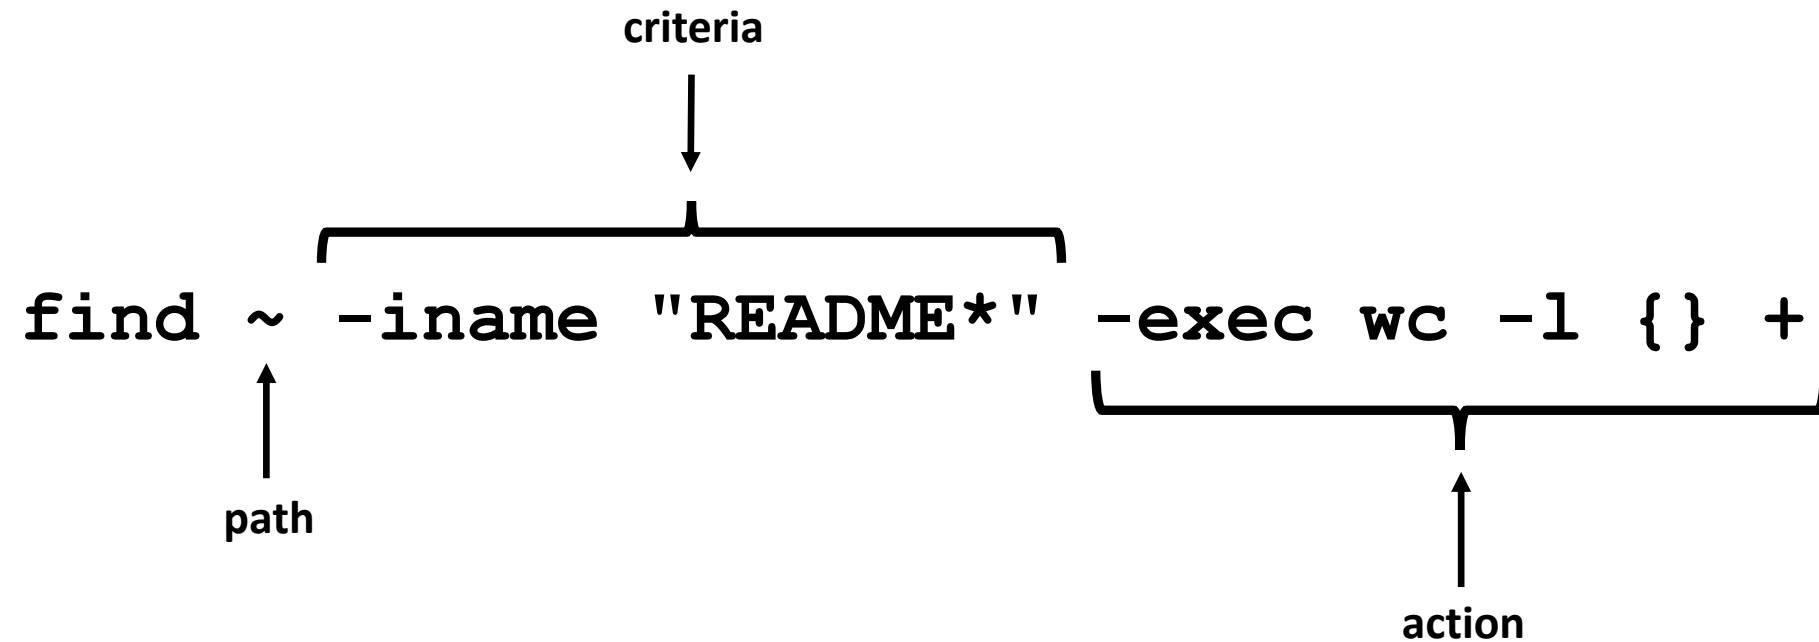 criteria
find ~ -iname "README*" -exec wc -l {} +
path
action